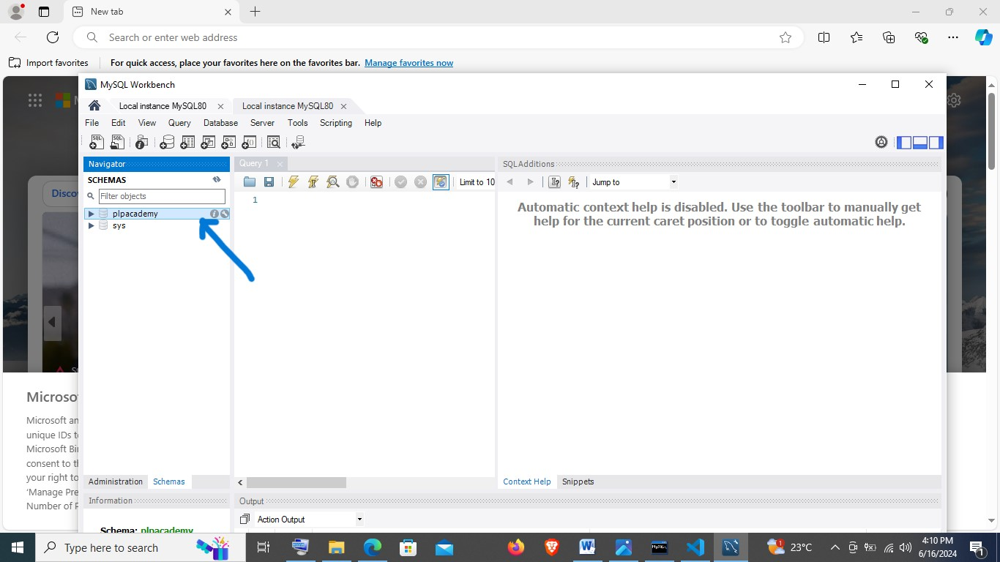 New tab
Search or enter web address
Import favorites
For quick access, place your favorites here on the favorites bar. Manage favorites now
MySQL Workbench
Local instance MySQL80
Local instance MySQL80
File Edit View Query Database Server Tools Scripting Help
Navigator
Query 1
SQLAdditions
SCHEMAS
Limit to 10
Jump to
Filter objects
1
plpacademy
sys
Automatic context help is disabled. Use the toolbar to manually get
help for the current caret position or to toggle automatic help.
Disco
Microso
Microsoft an
unique IDs t
Microsoft Bi
consent to t
your right to
‘Manage Pre
Number of P
Administration Schemas
Context Help Snippets
Information
Output
Action Output
Schema: plpacademy
Type here to search
23°C
4:10 PM
6/16/2024
1